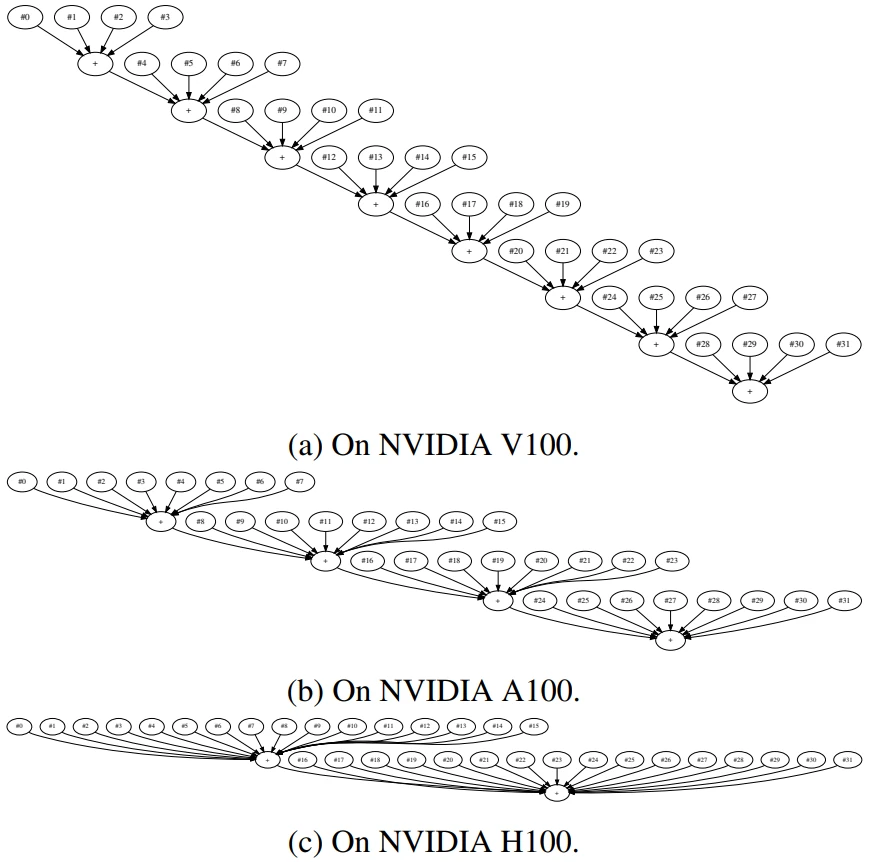 #0 #1 #2 #3
+ #4 #5 #6 #7
+ #8 #9 #10 #11
+ #12 #13 #14 #15
+ #16 #17 #18 #19
+ #20 #21 #22 #23
+ #24 #25 #26 #27
+ #28 #29 #30 #31
+
(a) On NVIDIA V100.
#0 #1 #2 #3 #4 #5 #6 #7
+ #8 #9 #10 #11 #12 #13 #14 #15
+ #16 #17 #18 #19 #20 #21 #22 #23
+ #24 #25 #26 #27 #28 #29 #30 #31
+
(b) On NVIDIA A100.
#0 #1 #2 #3 #4 #5 #6 #7 #8 #9 #10 #11 #12 #13 #14 #15
+ #16 #17 #18 #19 #20 #21 #22 #23 #24 #25 #26 #27 #28 #29 #30 #31
+
(c) On NVIDIA H100.